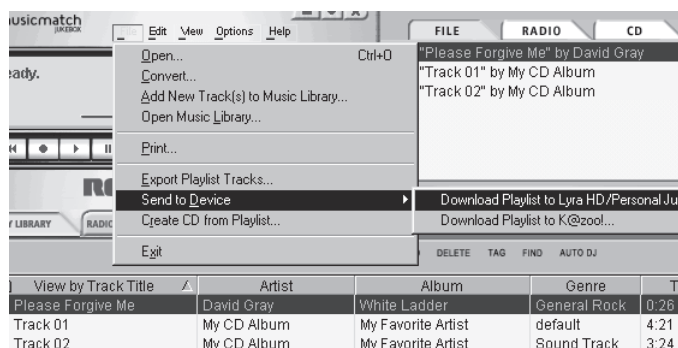 musicmatch
JUKEBOX
File Edit View Options Help
FILE RADIO CD
Open... Ctrl+O
Convert...
Add New Track(s) to Music Library...
Open Music Library...
Print...
Export Playlist Tracks...
Send to Device
Create CD from Playlist...
Exit
"Please Forgive Me" by David Gray
"Track 01" by My CD Album
"Track 02" by My CD Album
eady.
Download Playlist to Lyra HD/Personal Ju
Download Playlist to K@zoo!...
Y LIBRARY RADIO
DELETE TAG FIND AUTO DJ
View by Track Title Artist Album Genre T
Please Forgive Me David Gray White Ladder General Rock 0:26
Track 01 My CD Album My Favorite Artist default 4:21
Track 02 My CD Album My Favorite Artist Sound Track 3:24